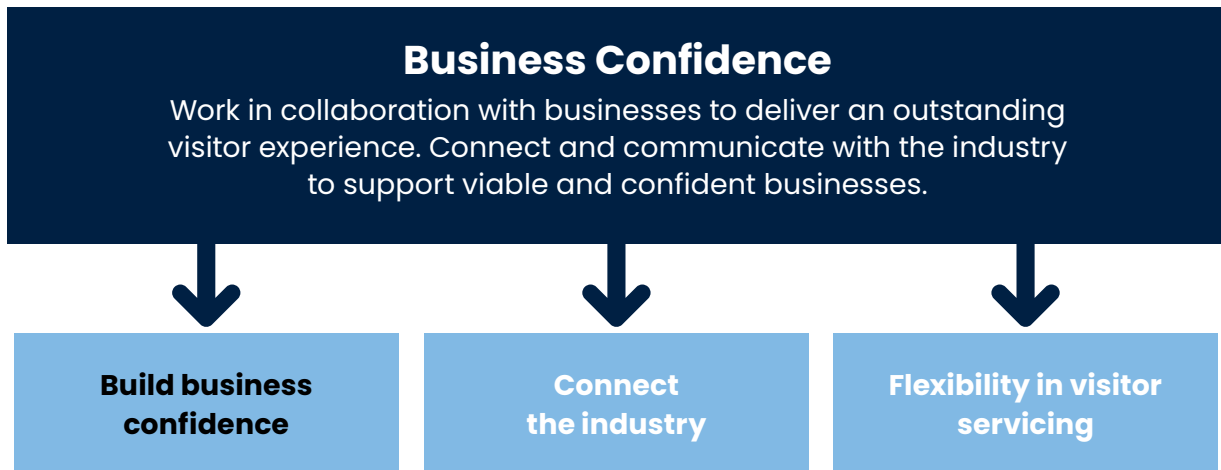 Business Confidence
Work in collaboration with businesses to deliver an outstanding
visitor experience. Connect and communicate with the industry
to support viable and confident businesses.
Build business
confidence
Connect
the industry
Flexibility in visitor
servicing